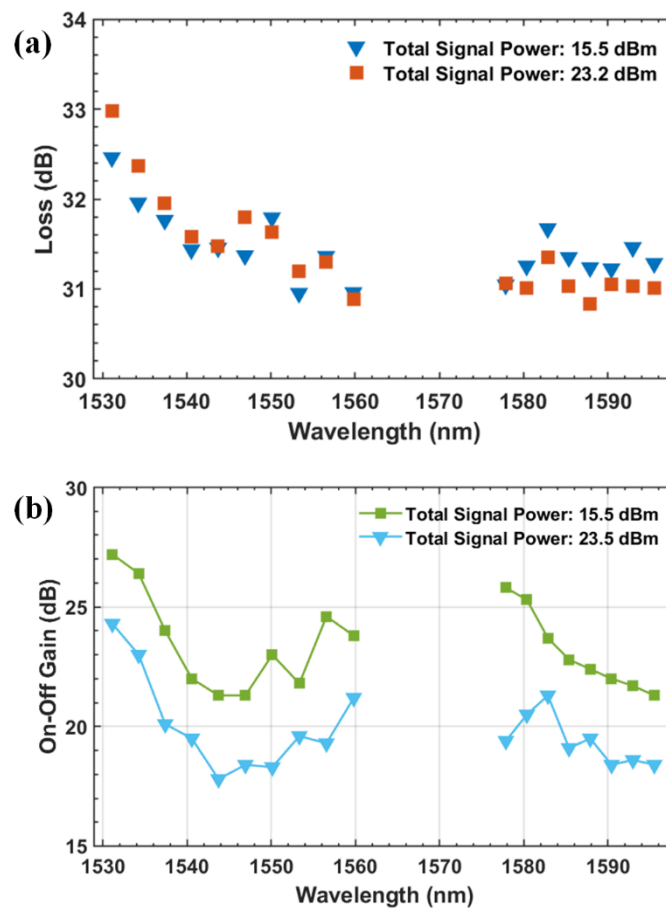 (a)
34
33
32
31
30
Loss (dB)
Total Signal Power: 15.5 dBm
Total Signal Power: 23.2 dBm
1530 1540 1550 1560 1570 1580 1590
Wavelength (nm)
(b)
30
25
20
15
On-Off Gain (dB)
Total Signal Power: 15.5 dBm
Total Signal Power: 23.5 dBm
1530 1540 1550 1560 1570 1580 1590
Wavelength (nm)